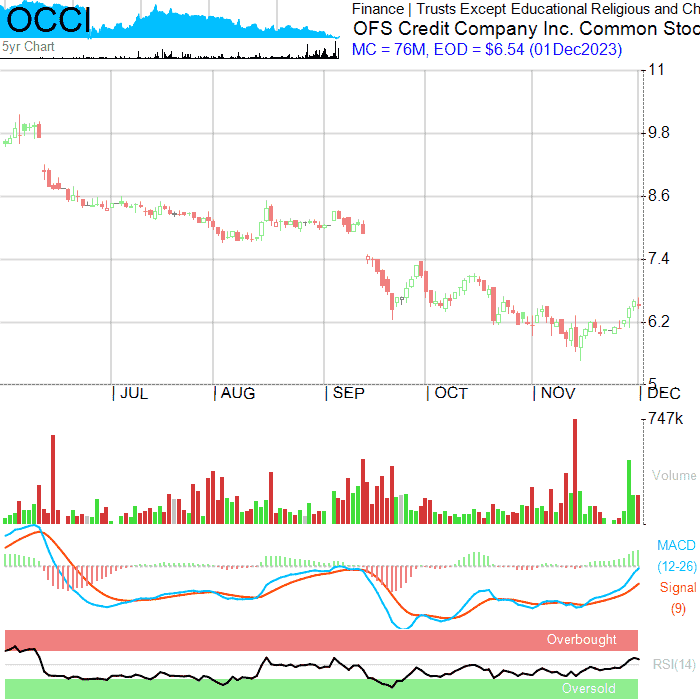 OCCI
5yr Chart
Finance | Trusts Except Educational Religious and Ch
OFS Credit Company Inc. Common Stoc
MC = 76M, EOD = $6.54 (01Dec2023)
11
9.8
8.6
7.4
6.2
5
| JUL | AUG | SEP | OCT | NOV | DEC
747k
Volume
MACD
(12-26)
Signal
(9)
Overbought
RSI(14)
Oversold